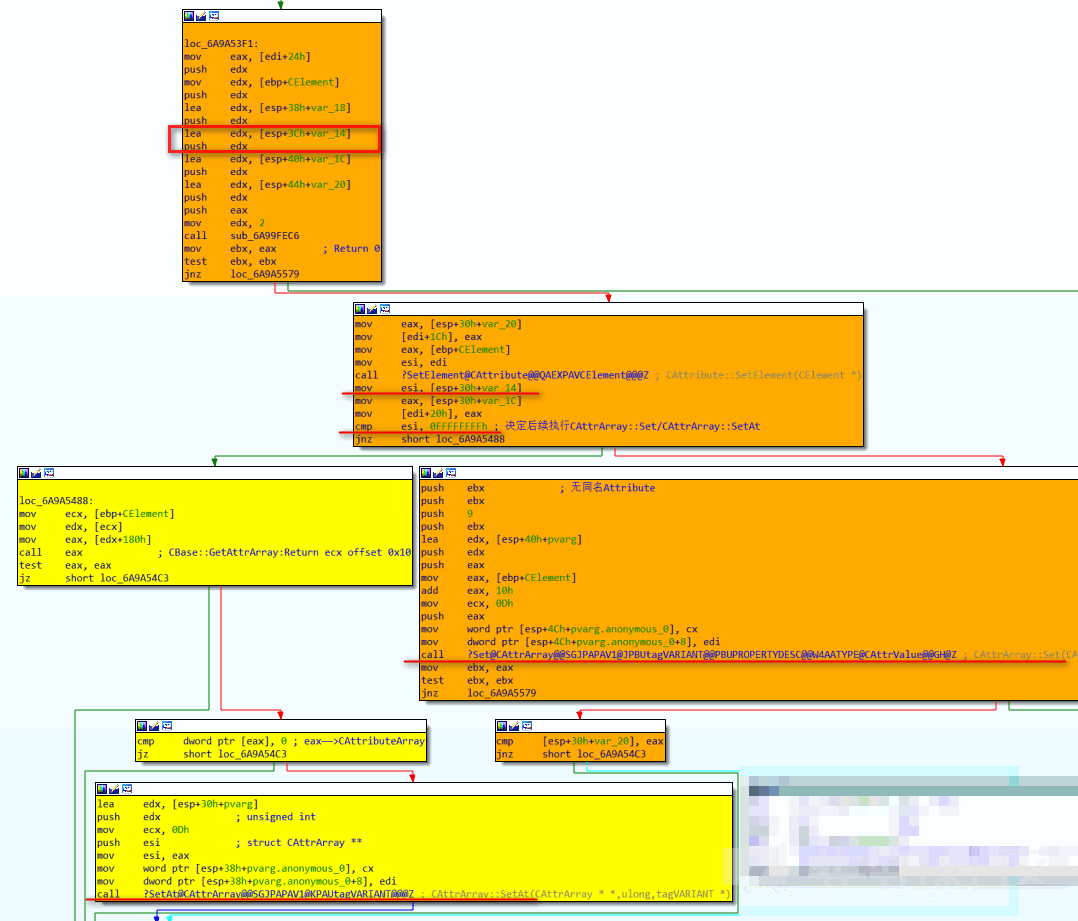 loc_6A9A53F1:
mov eax, [edi+24h]
push edx
mov edx, [ebp+CElement]
push edx
lea edx, [esp+38h+var_18]
push edx
lea edx, [esp+3Ch+var_14]
push edx
lea edx, [esp+40h+var_1C]
push edx
lea edx, [esp+44h+var_20]
push edx
push eax
mov edx, 2
call sub_6A99FEC6
mov ebx, eax ; Return 0
test ebx, ebx
jnz loc_6A9A5579
mov eax, [esp+30h+var_20]
mov [edi+1Ch], eax
mov eax, [ebp+CElement]
mov esi, edi
call ?SetElement@CAttribute@@QAEXPAVCElement@@@Z ; CAttribute::SetElement(CElement *)
mov esi, [esp+30h+var_14]
mov eax, [esp+30h+var_1C]
mov [edi+20h], eax
cmp esi, 0FFFFFFFFh ; 决定后续执行CAttrArray::Set/CAttrArray::SetAt
jnz short loc_6A9A5488
loc_6A9A5488:
mov ecx, [ebp+CElement]
mov edx, [ecx]
mov eax, [edx+180h]
call eax ; CBase::GetAttrArray:Return ecx offset 0x10
test eax, eax
jz short loc_6A9A54C3
push ebx ; 无同名Attribute
push ebx
push 9
push ebx
lea edx, [esp+40h+pvarg]
push edx
push eax
mov eax, [ebp+CElement]
add eax, 10h
mov ecx, 0Dh
push eax
mov word ptr [esp+4Ch+pvarg.anonymous_0], cx
mov dword ptr [esp+4Ch+pvarg.anonymous_0+8], edi
call ?Set@CAttrArray@@SGJPAPAV1@JPBUtagVARIANT@@PBUPROPERTYDESC@@W4AATYPE@CAttrValue@@GH@Z ; CAttrArray::Set(CA
mov ebx, eax
test ebx, ebx
jnz loc_6A9A5579
cmp dword ptr [eax], 0 ; eax——>CAttributeArray
jz short loc_6A9A54C3
cmp [esp+30h+var_20], eax
jnz short loc_6A9A54C3
lea edx, [esp+30h+pvarg]
push edx ; unsigned int
mov ecx, 0Dh
push esi ; struct CAttrArray **
mov esi, eax
mov word ptr [esp+38h+pvarg.anonymous_0], cx
mov dword ptr [esp+38h+pvarg.anonymous_0+8], edi
call ?SetAt@CAttrArray@@SGJPAPAV1@KPAUtagVARIANT@@@Z ; CAttrArray::SetAt(CAttrArray * *,ulong,tagVARIANT *)